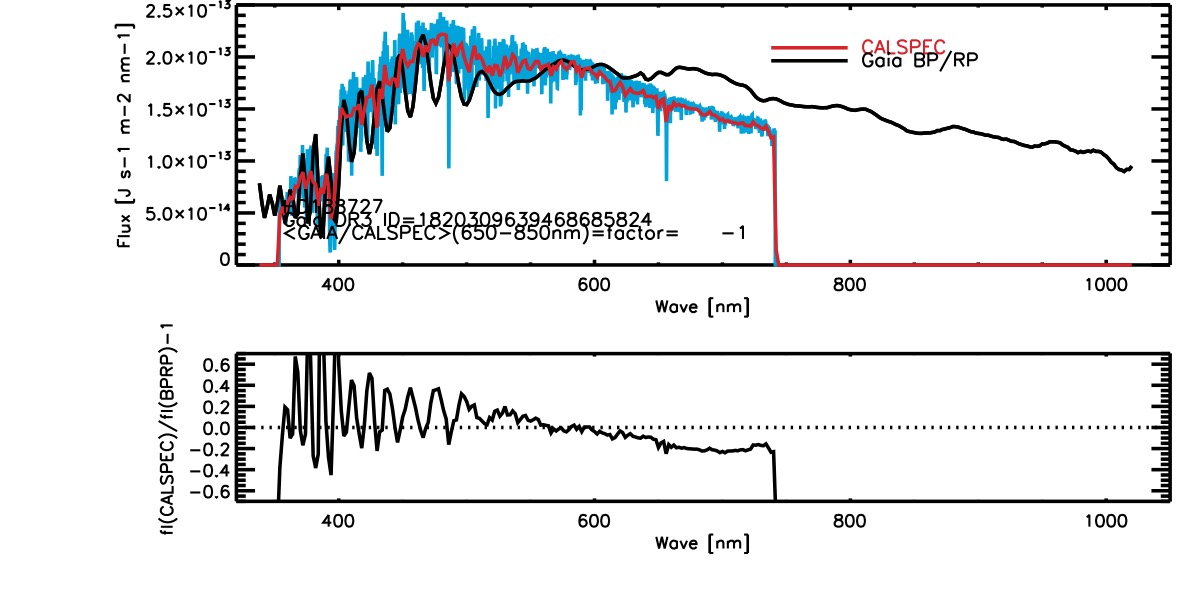 2.5×10−13
2.0×10−13
1.5×10−13
1.0×10−13
5.0×10−14
0
Flux [J s−1 m−2 nm−1]
CALSPEC
Gaia BP/RP
Gaia DR3 ID=1820309639468685824
<GAIA/CALSPEC>(650−850nm)=factor= −1
400 600 800 1000
Wave [nm]
fl(CALSPEC)/fl(BPRP)−1
0.6
0.4
0.2
0.0
−0.2
−0.4
−0.6
400 600 800 1000
Wave [nm]